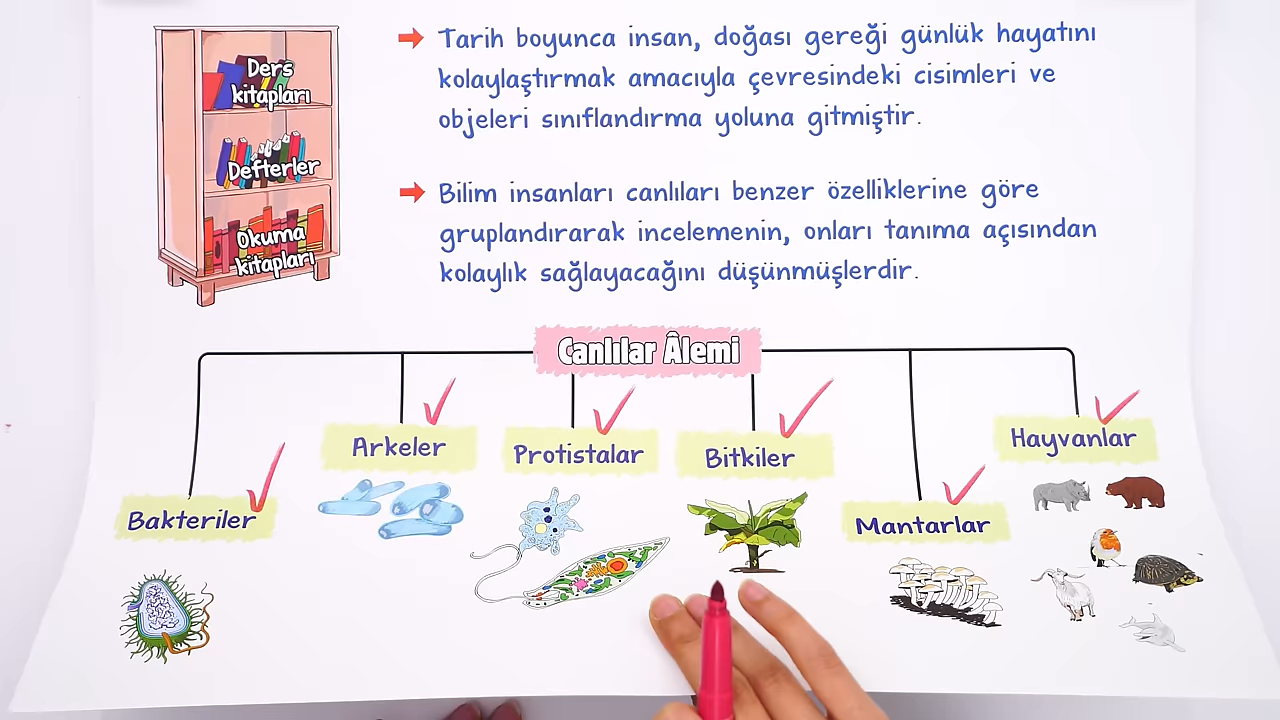 Ders
kitapları
Defterler
Okuma
kitapları
Tarih boyunca insan, doğası gereği günlük hayatını
kolaylaştırmak amacıyla çevresindeki cisimleri ve
objeleri sınıflandırma yoluna gitmiştir.
Bilim insanları canlıları benzer özelliklerine göre
gruplandırarak incelemenin, onları tanıma açısından
kolaylık sağlayacağını düşünmüşlerdir.
Canlılar Âlemi
Bakteriler
Arkeler
Protistalar
Bitkiler
Mantarlar
Hayvanlar